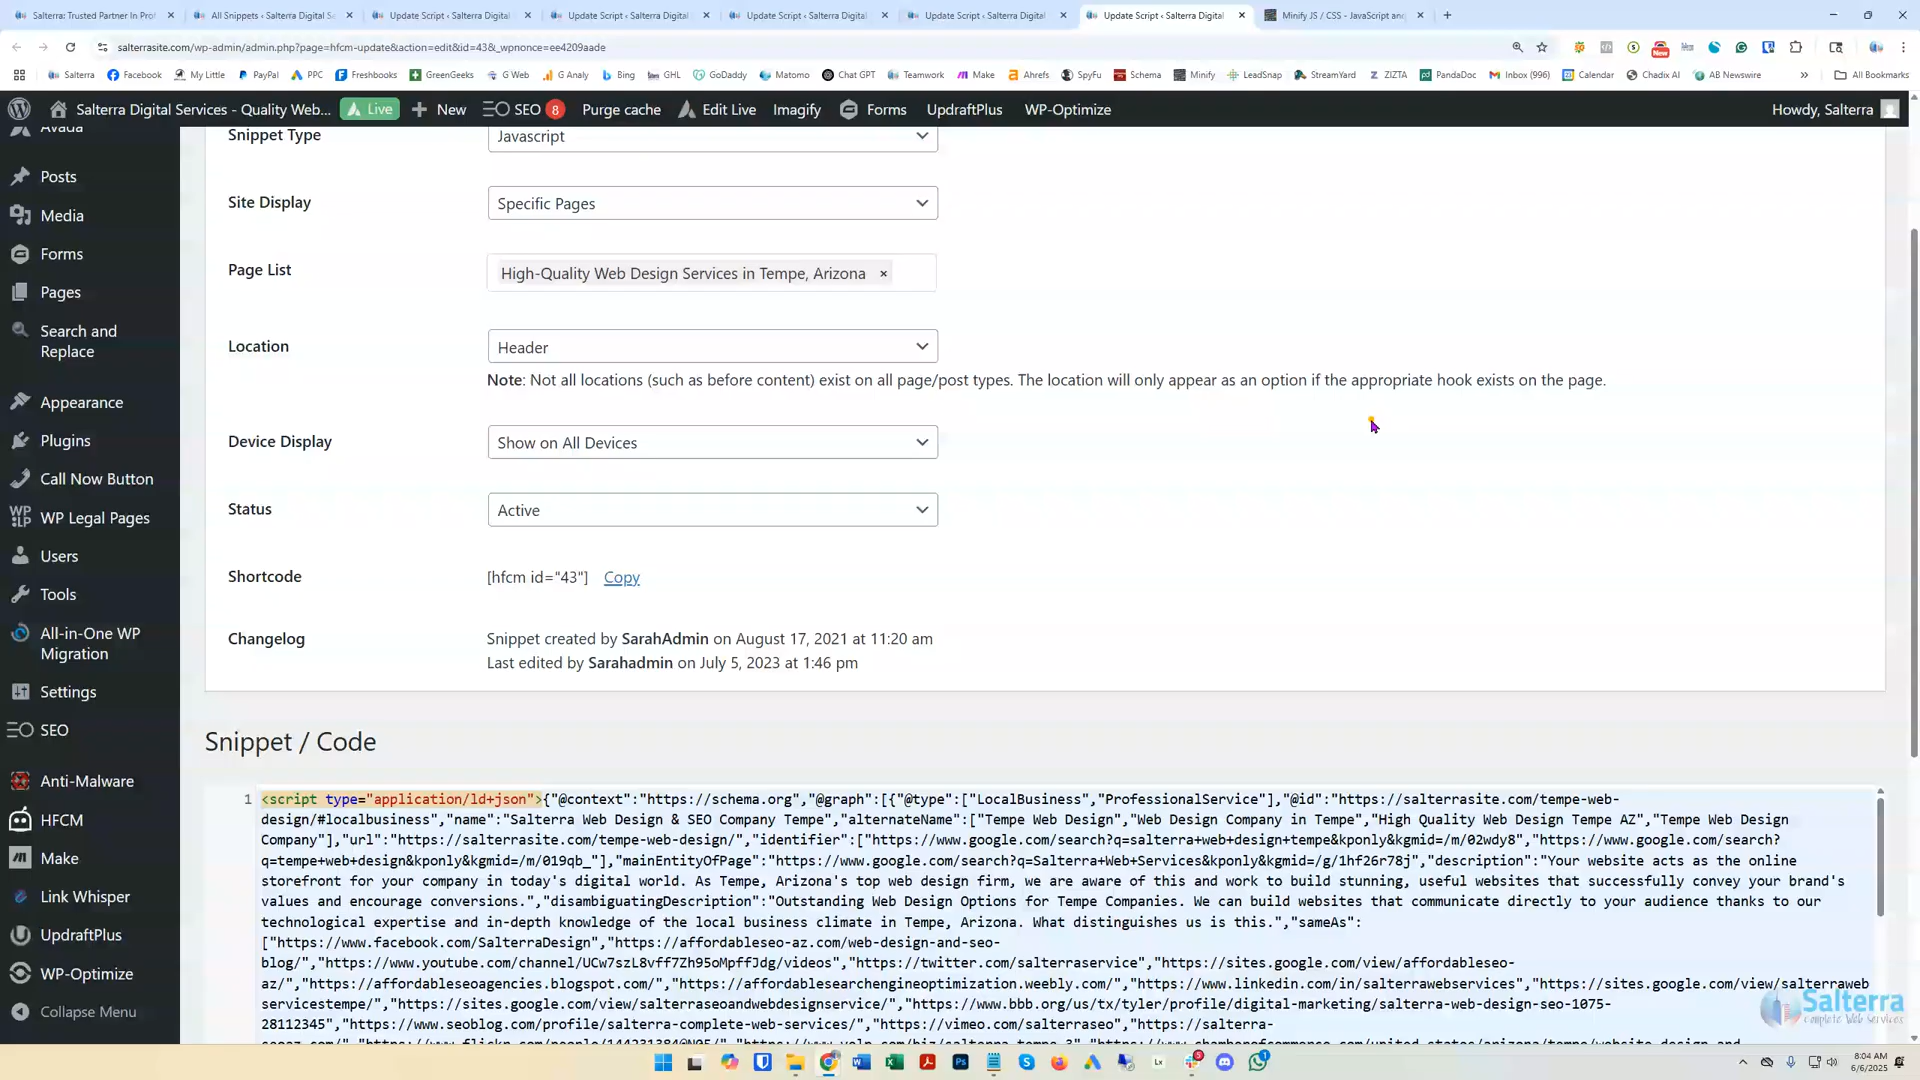 Salterra: Trusted Partner In Pro
All Snippets ‹ Salterra Digital S
Update Script ‹ Salterra Digital
Update Script ‹ Salterra Digital
Update Script ‹ Salterra Digital
Update Script ‹ Salterra Digital
Update Script ‹ Salterra Digital
Minify JS / CSS - JavaScript and
salterrasite.com/wp-admin/admin.php?page=hfcm-update&action=edit&id=43&_wpnonce=ee4209aade
New
Salterra Facebook My Little PayPal PPC Freshbooks GreenGeeks G Web G Analy Bing GHL GoDaddy Matomo Chat GPT Teamwork Make Ahrefs SpyFu Schema Minify LeadSnap StreamYard ZIZTA PandaDoc Inbox (996) Calendar Chadix AI AB Newswire » All Bookmarks
Salterra Digital Services - Quality Web... Live New SEO 8 Purge cache Edit Live Imagify Forms UpdraftPlus WP-Optimize Howdy, Salterra
Avada
Posts
Media
Forms
Pages
Search and
Replace
Appearance
Plugins
Call Now Button
WP Legal Pages
Users
Tools
All-in-One WP
Migration
Settings
SEO
Anti-Malware
HFCM
Make
Link Whisper
UpdraftPlus
WP-Optimize
Collapse Menu
Snippet Type Javascript
Site Display Specific Pages
Page List High-Quality Web Design Services in Tempe, Arizona ×
Location Header
Note: Not all locations (such as before content) exist on all page/post types. The location will only appear as an option if the appropriate hook exists on the page.
Device Display Show on All Devices
Status Active
Shortcode [hfcm id="43"] Copy
Changelog Snippet created by SarahAdmin on August 17, 2021 at 11:20 am
Last edited by Sarahadmin on July 5, 2023 at 1:46 pm
Snippet / Code
1 <script type="application/ld+json">{"@context":"https://schema.org","@graph":[{"@type":["LocalBusiness","ProfessionalService"],"@id":"https://salterrasite.com/tempe-web-
design/#localbusiness","name":"Salterra Web Design & SEO Company Tempe","alternateName":["Tempe Web Design","Web Design Company in Tempe","High Quality Web Design Tempe AZ","Tempe Web Design
Company"],"url":"https://salterrasite.com/tempe-web-design/","identifier":["https://www.google.com/search?q=salterra+web+design+tempe&kponly&kgmid=/m/02wdy8","https://www.google.com/search?
q=tempe+web+design&kponly&kgmid=/m/019qb_"],"mainEntityOfPage":"https://www.google.com/search?q=Salterra+Web+Services&kponly&kgmid=/g/1hf26r78j","description":"Your website acts as the online
storefront for your company in today's digital world. As Tempe, Arizona's top web design firm, we are aware of this and work to build stunning, useful websites that successfully convey your brand's
values and encourage conversions.","disambiguatingDescription":"Outstanding Web Design Options for Tempe Companies. We can build websites that communicate directly to your audience thanks to our
technological expertise and in-depth knowledge of the local business climate in Tempe, Arizona. What distinguishes us is this.","sameAs":
["https://www.facebook.com/SalterraDesign","https://affordableseo-az.com/web-design-and-seo-
blog/","https://www.youtube.com/channel/UCw7szL8vff7Zh95oMpffJdg/videos","https://twitter.com/salterraservice","https://sites.google.com/view/affordableseo-
az/","https://affordableseoagencies.blogspot.com/","https://affordablesearchengineoptimization.weebly.com/","https://www.linkedin.com/in/salterrawebservices","https://sites.google.com/view/salterraweb
servicestempe/","https://sites.google.com/view/salterraseoandwebdesignservice/","https://www.bbb.org/us/tx/tyler/profile/digital-marketing/salterra-web-design-seo-1075-
28112345","https://www.seoblog.com/profile/salterra-complete-web-services/","https://vimeo.com/salterraseo","https://salterra-
Salterra
Complete Web Services
8:04 AM
6/6/2025